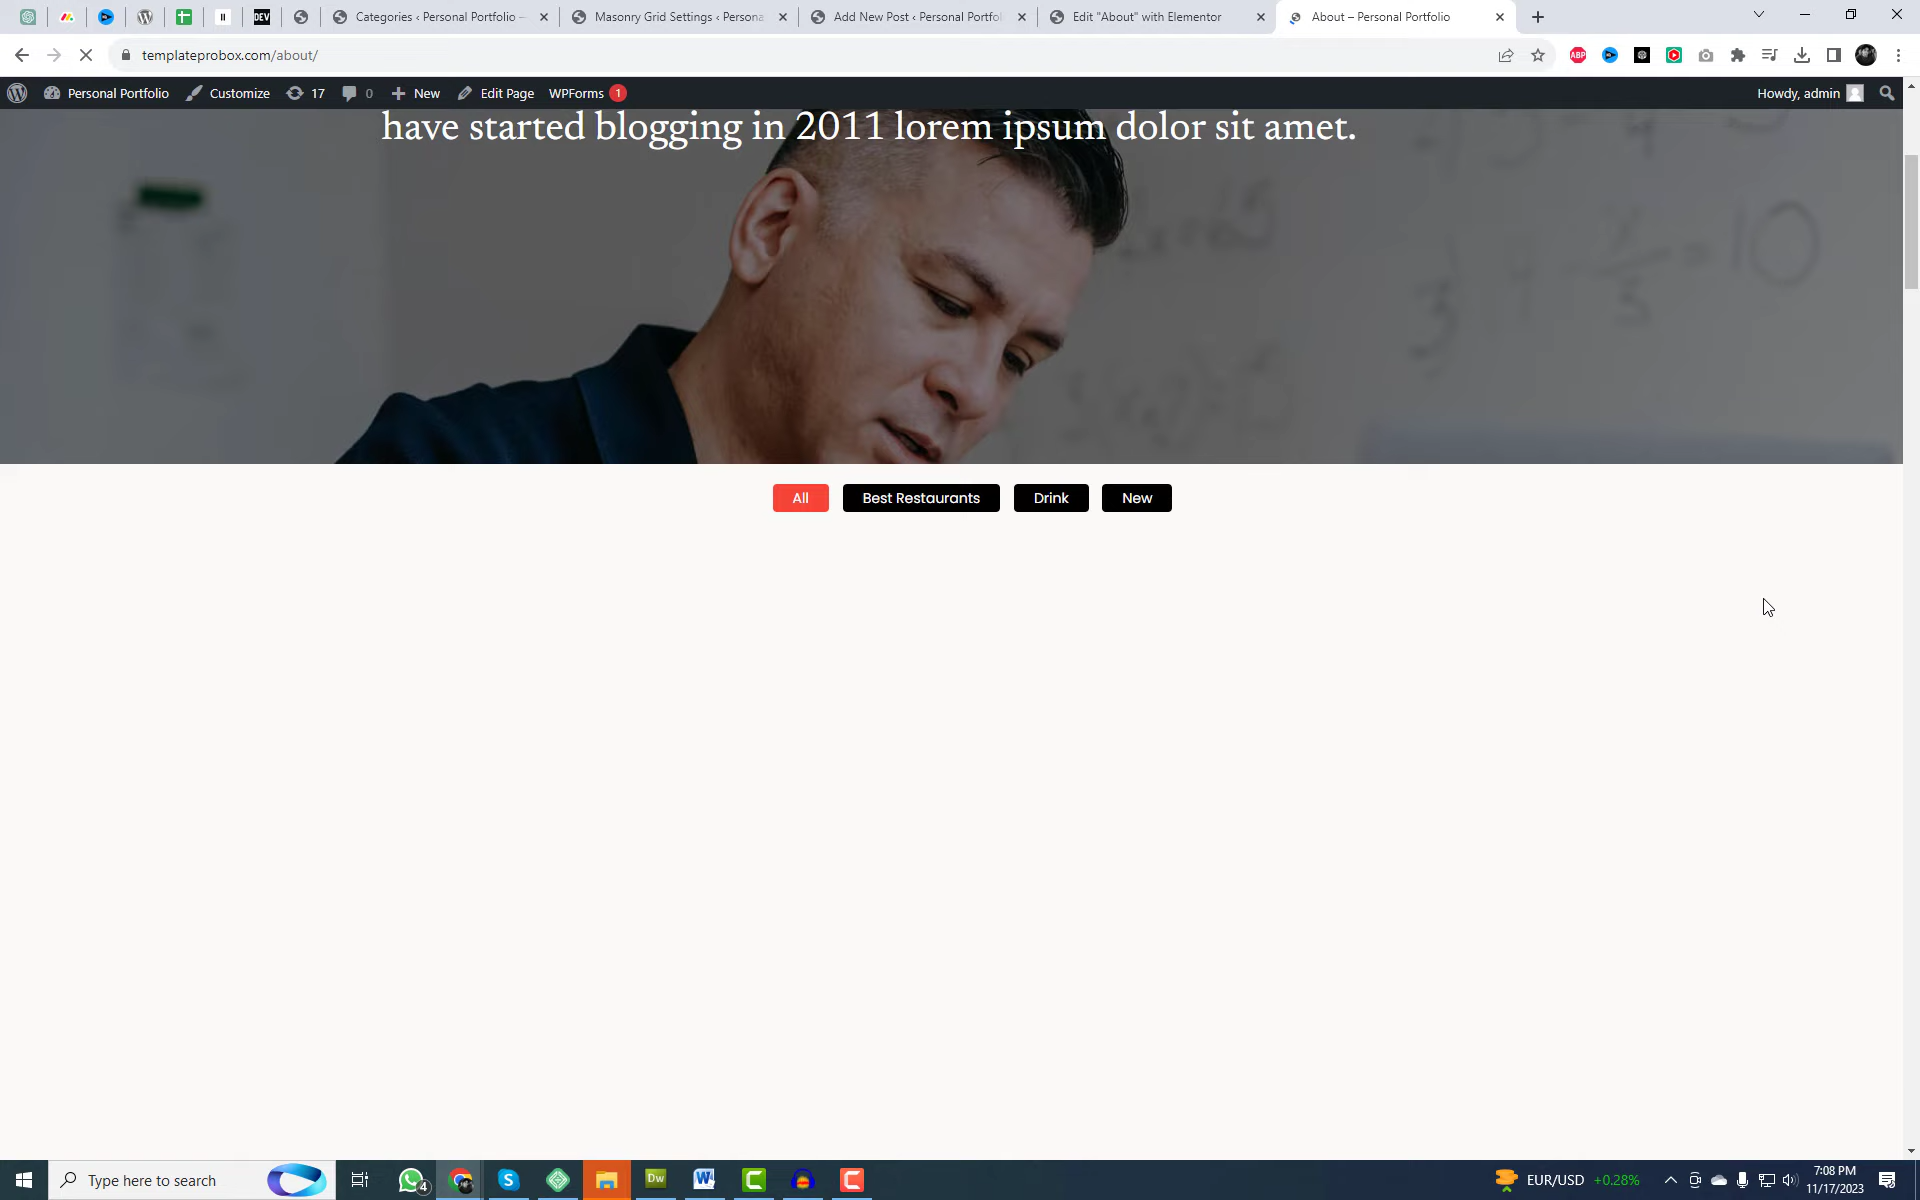 Categories ‹ Personal Portfolio —
Masonry Grid Settings ‹ Persona
Add New Post ‹ Personal Portfol
Edit "About" with Elementor
About – Personal Portfolio
templateprobox.com/about/
ABP
Personal Portfolio
Customize
17
0
New
Edit Page
WPForms 1
Howdy, admin
have started blogging in 2011 lorem ipsum dolor sit amet.
All
Best Restaurants
Drink
New
Type here to search
4
Dw
EUR/USD +0.28%
7:08 PM
11/17/2023